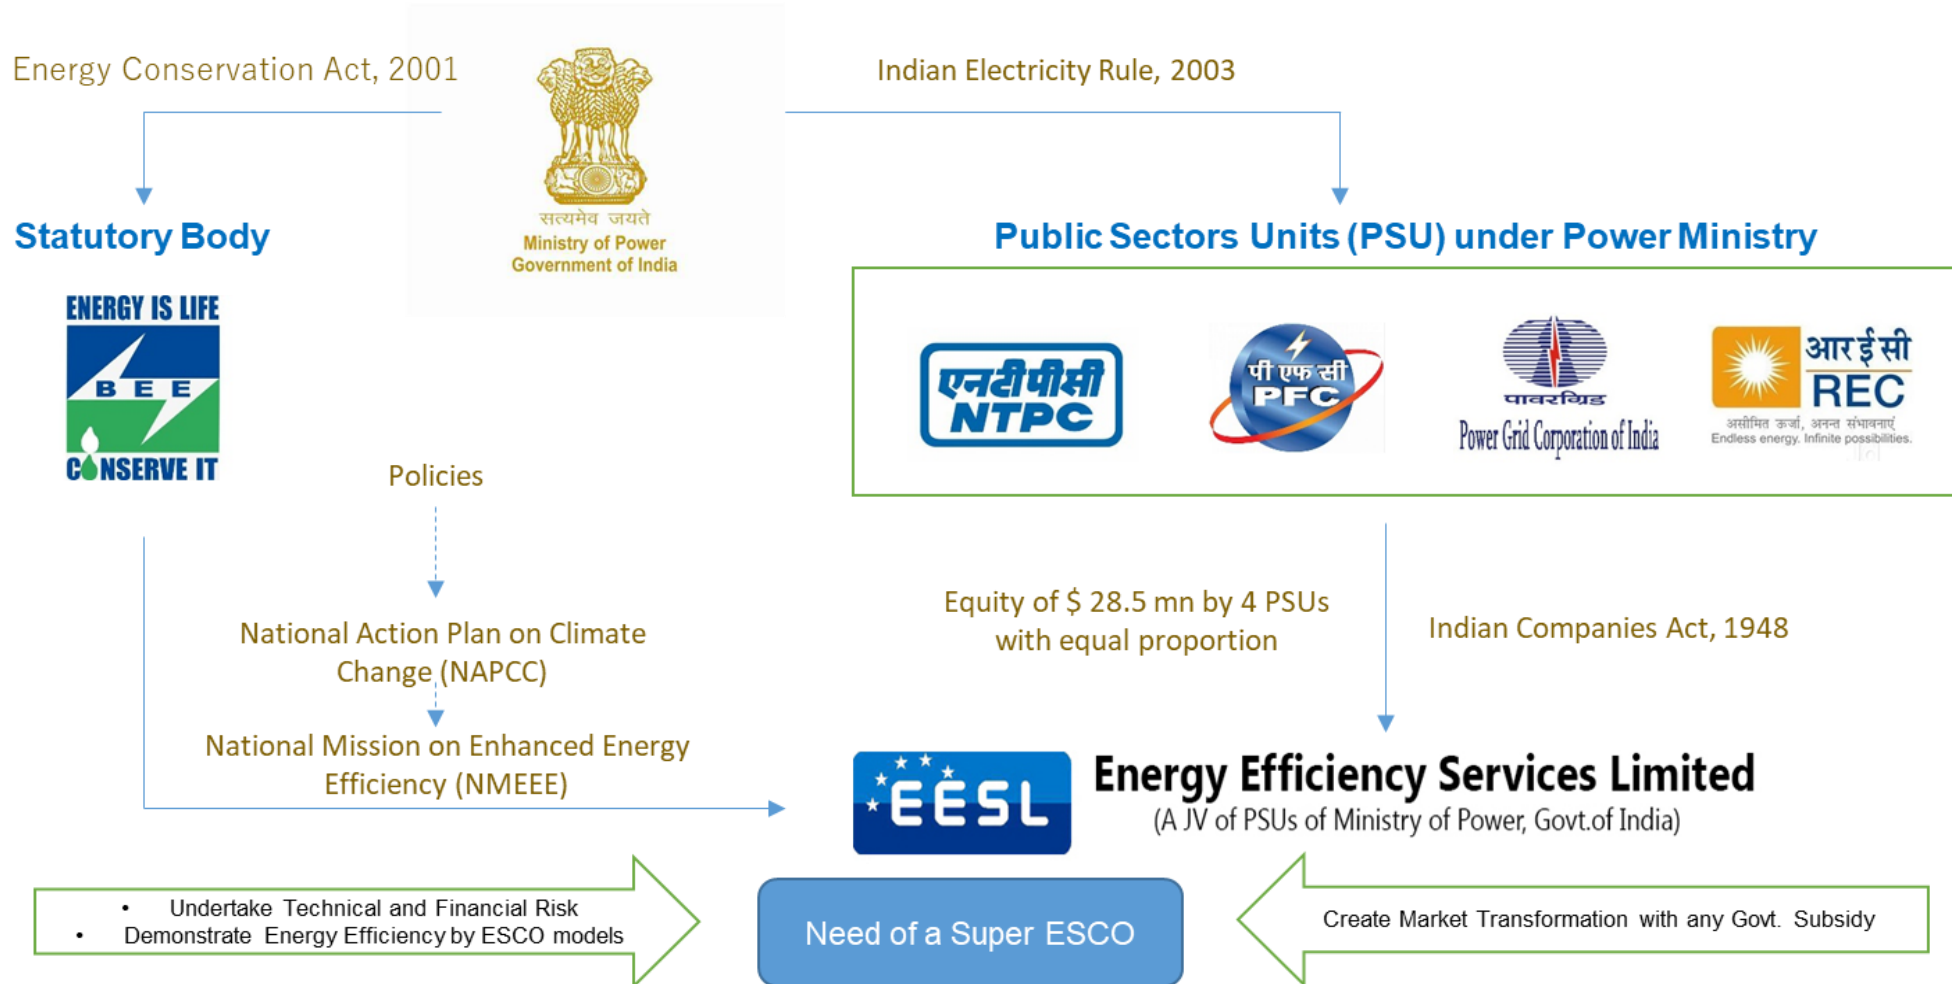 Energy Conservation Act, 2001
Indian Electricity Rule, 2003
सत्यमेव जयते
Ministry of Power
Government of India
Statutory Body
Public Sectors Units (PSU) under Power Ministry
ENERGY IS LIFE
BEE
CONSERVE IT
एनटीपीसी
NTPC
पी एफ सी
PFC
पावरग्रिड
Power Grid Corporation of India
आर ई सी
REC
असीमित ऊर्जा, अनन्त संभावनाएं
Endless energy. Infinite possibilities.
Policies
National Action Plan on Climate
Change (NAPCC)
National Mission on Enhanced Energy
Efficiency (NMEEE)
Equity of $ 28.5 mn by 4 PSUs
with equal proportion
Indian Companies Act, 1948
EESL
Energy Efficiency Services Limited
(A JV of PSUs of Ministry of Power, Govt.of India)
• Undertake Technical and Financial Risk
• Demonstrate Energy Efficiency by ESCO models
Need of a Super ESCO
Create Market Transformation with any Govt. Subsidy